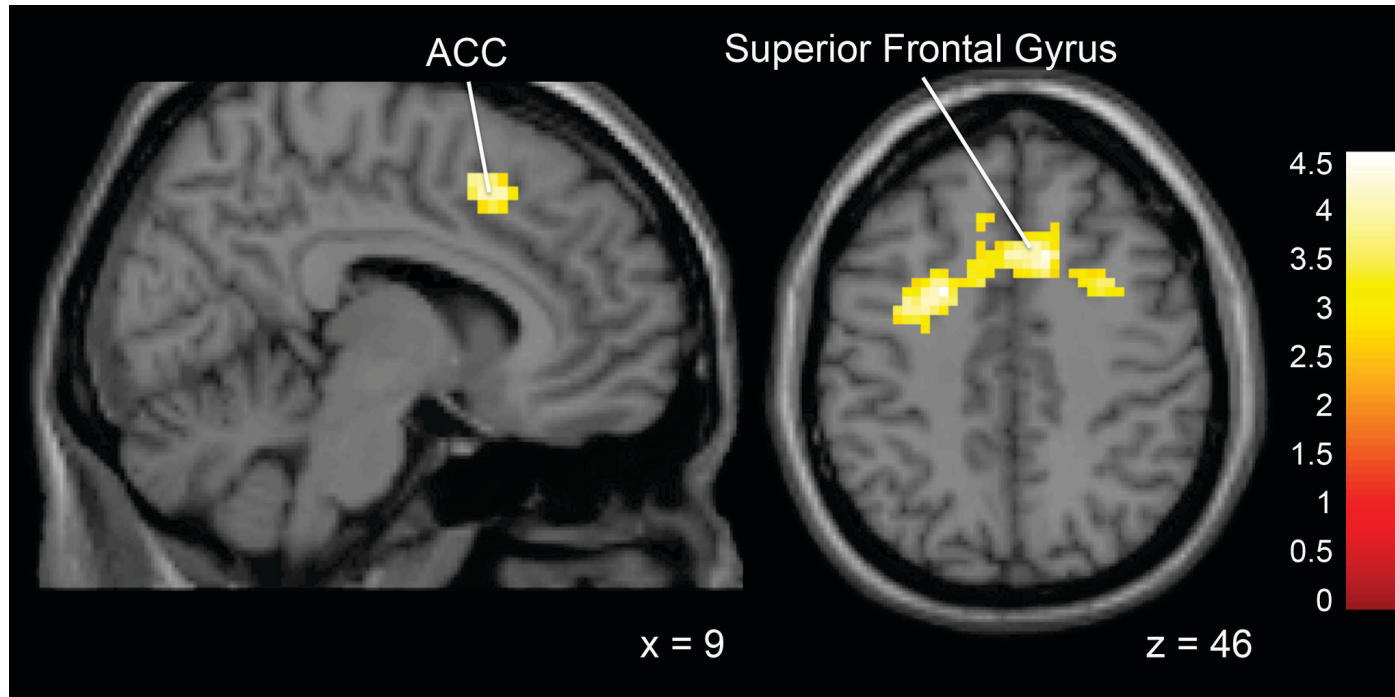 ACC
Superior Frontal Gyrus
4.5
4
3.5
3
2.5
2
1.5
1
0.5
0
x = 9
z = 46